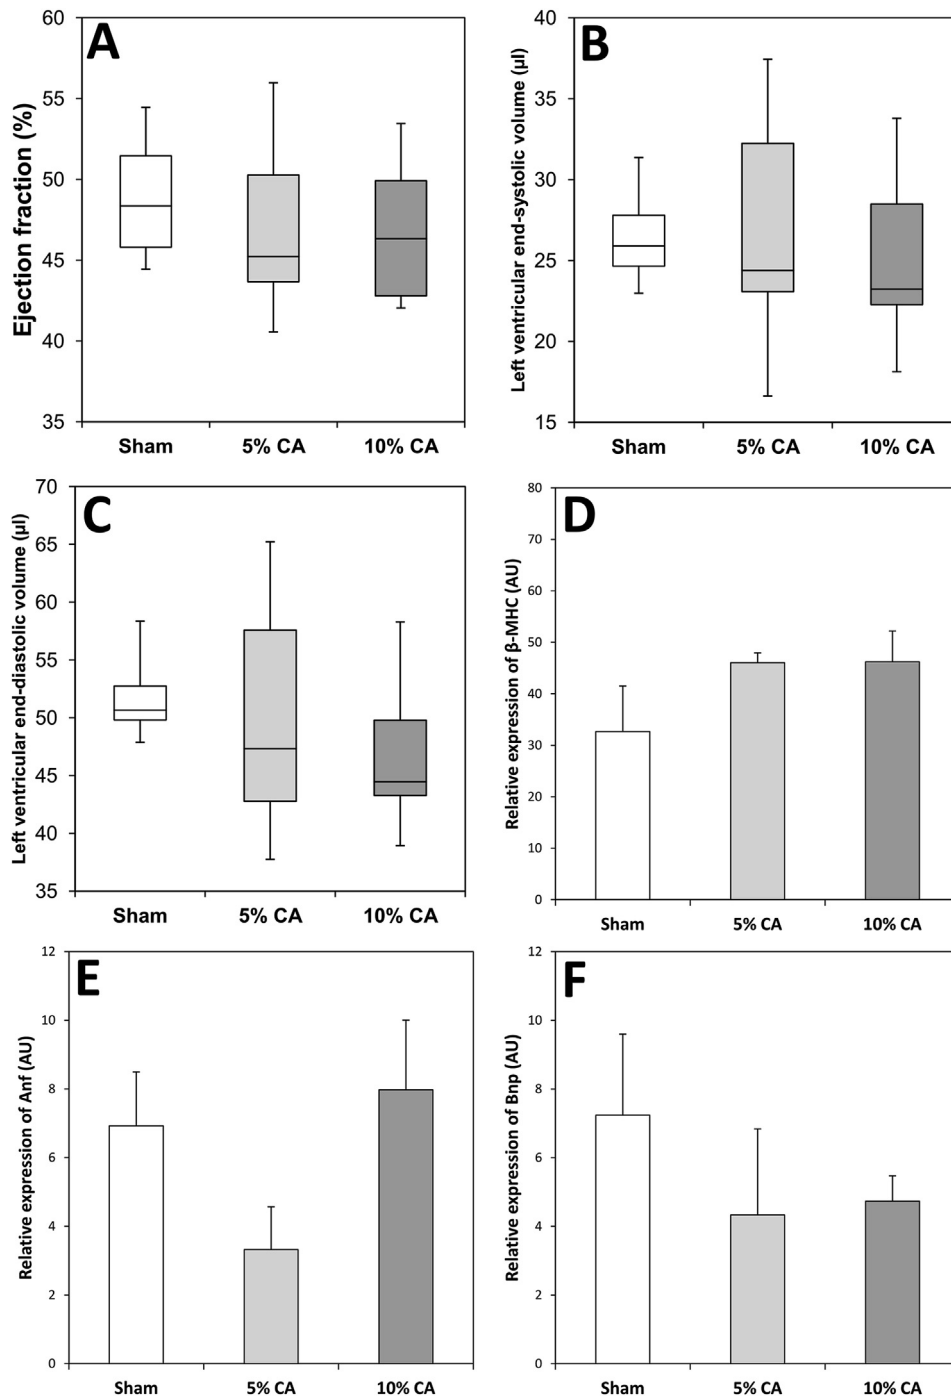 A
Ejection fraction (%)
60
55
50
45
40
35
Sham 5% CA 10% CA
B
Left ventricular end-systolic volume (µl)
40
35
30
25
20
15
Sham 5% CA 10% CA
C
Left ventricular end-diastolic volume (µl)
70
65
60
55
50
45
40
35
Sham 5% CA 10% CA
D
Relative expression of β-MHC (AU)
80
70
60
50
40
30
20
10
0
Sham 5% CA 10% CA
E
Relative expression of Anf (AU)
12
10
8
6
4
2
0
Sham 5% CA 10% CA
F
Relative expression of Bnp (AU)
12
10
8
6
4
2
0
Sham 5% CA 10% CA